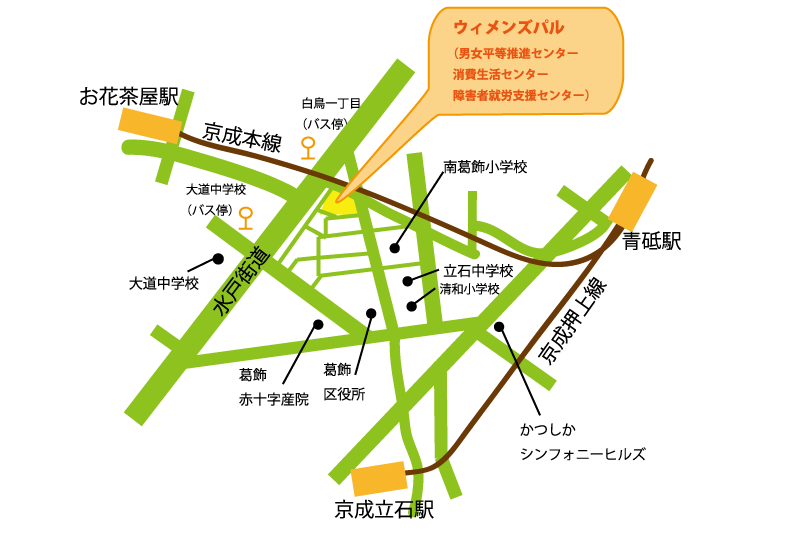 ウィメンズパル
（男女平等推進センター
消費生活センター
障害者就労支援センター）
お花茶屋駅
白鳥一丁目
（バス停）
京成本線
南葛飾小学校
大道中学校
（バス停）
青砥駅
水戸街道
大道中学校
立石中学校
清和小学校
京成押上線
葛飾
赤十字産院
葛飾
区役所
かつしか
シンフォニーヒルズ
京成立石駅